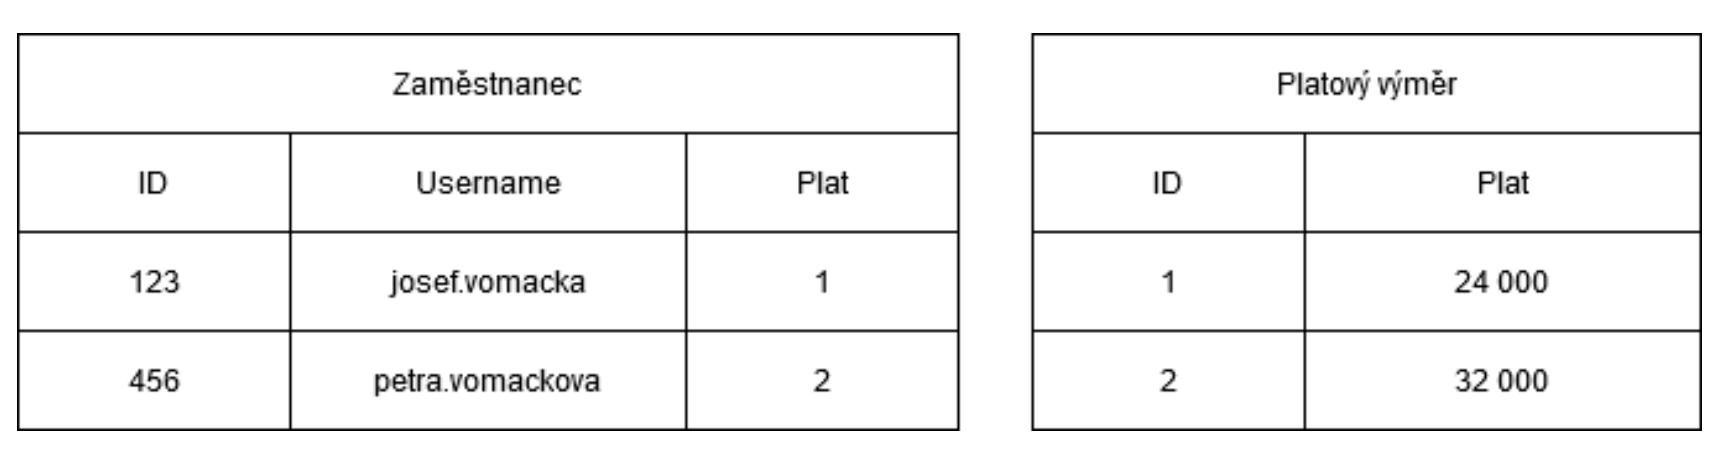 Zaměstnanec
ID Username Plat
123 josef.vomacka 1
456 petra.vomackova 2
Platový výměr
ID Plat
1 24 000
2 32 000